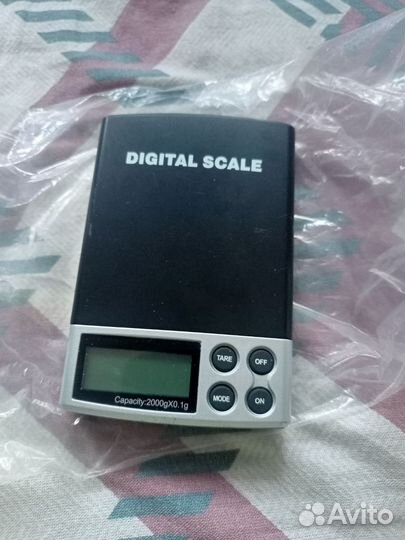 DIGITAL SCALE
TARE OFF
MODE ON
Capacity:2000gX0.1g
Avito